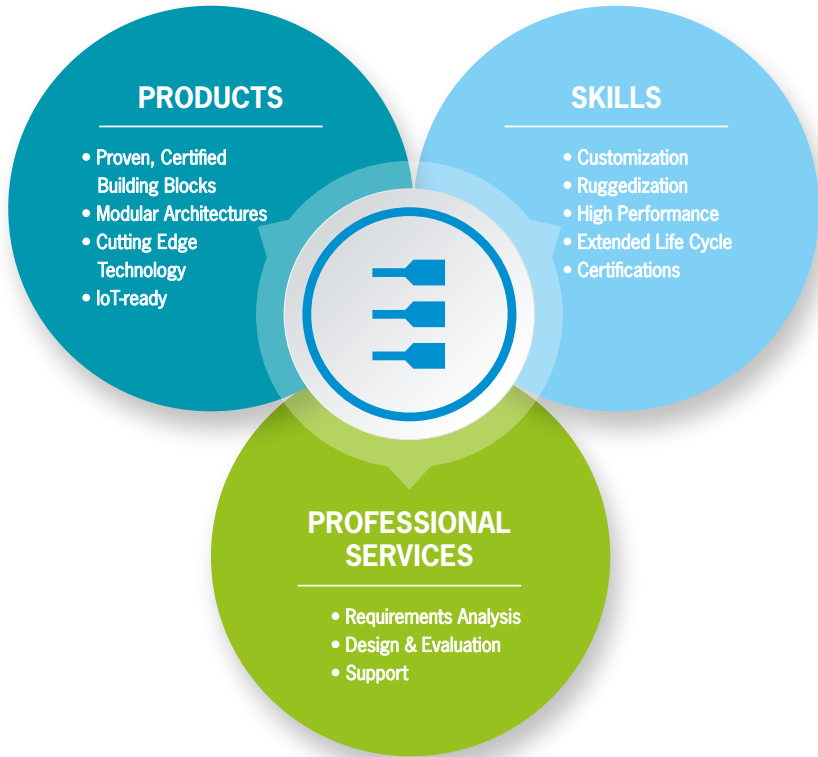 PRODUCTS
• Proven, Certified
Building Blocks
• Modular Architectures
• Cutting Edge
Technology
• IoT-ready
SKILLS
• Customization
• Ruggedization
• High Performance
• Extended Life Cycle
• Certifications
PROFESSIONAL
SERVICES
• Requirements Analysis
• Design & Evaluation
• Support